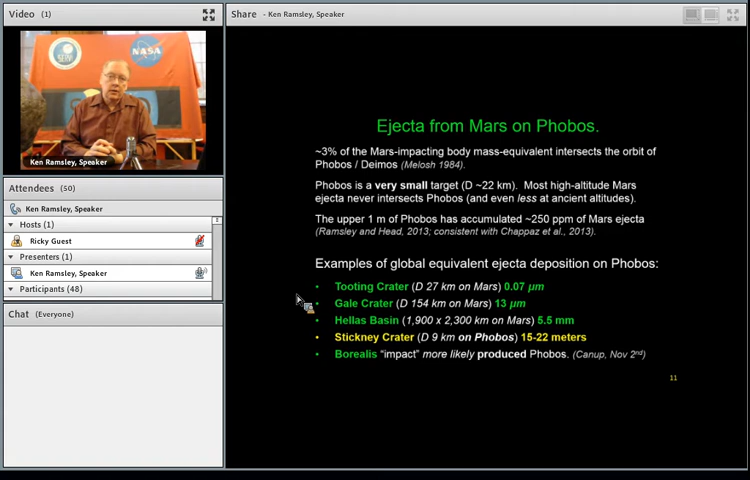 Video (1)
SERVI
NASA
Ken Ramsley, Speaker
Attendees (50)
Ken Ramsley, Speaker
Hosts (1)
Ricky Guest
Presenters (1)
Ken Ramsley, Speaker
Participants (48)
Chat (Everyone)
Share - Ken Ramsley, Speaker
Ejecta from Mars on Phobos.
~3% of the Mars-impacting body mass-equivalent intersects the orbit of
Phobos / Deimos (Melosh 1984).
Phobos is a very small target (D ~22 km). Most high-altitude Mars
ejecta never intersects Phobos (and even less at ancient altitudes).
The upper 1 m of Phobos has accumulated ~250 ppm of Mars ejecta
(Ramsley and Head, 2013; consistent with Chappaz et al., 2013).
Examples of global equivalent ejecta deposition on Phobos:
• Tooting Crater (D 27 km on Mars) 0.07 µm
• Gale Crater (D 154 km on Mars) 13 µm
• Hellas Basin (1,900 x 2,300 km on Mars) 5.5 mm
• Stickney Crater (D 9 km on Phobos) 15-22 meters
• Borealis “impact” more likely produced Phobos. (Canup, Nov 2nd)
11